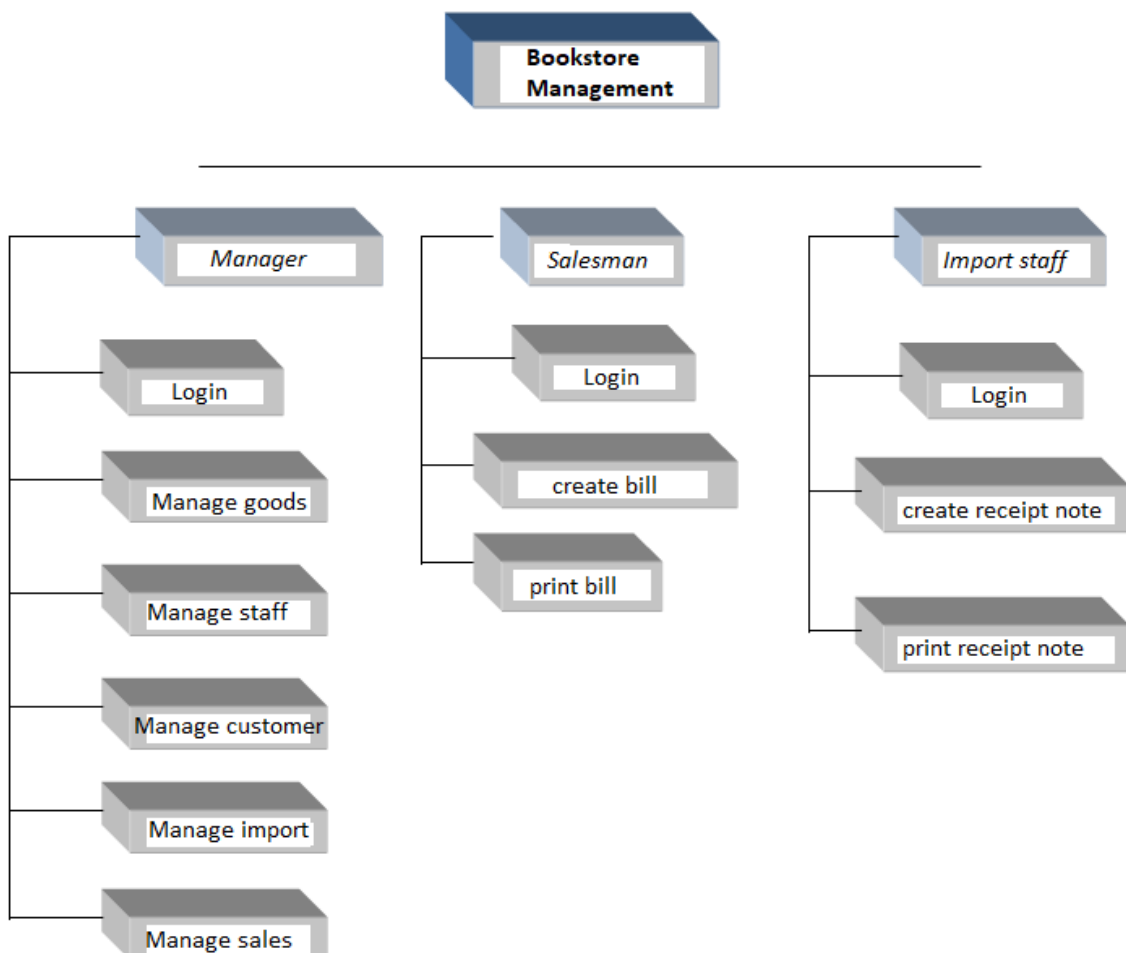 Bookstore
Management
Manager
Salesman
Import staff
Login
Manage goods
Manage staff
Manage customer
Manage import
Manage sales
Login
create bill
print bill
Login
create receipt note
print receipt note